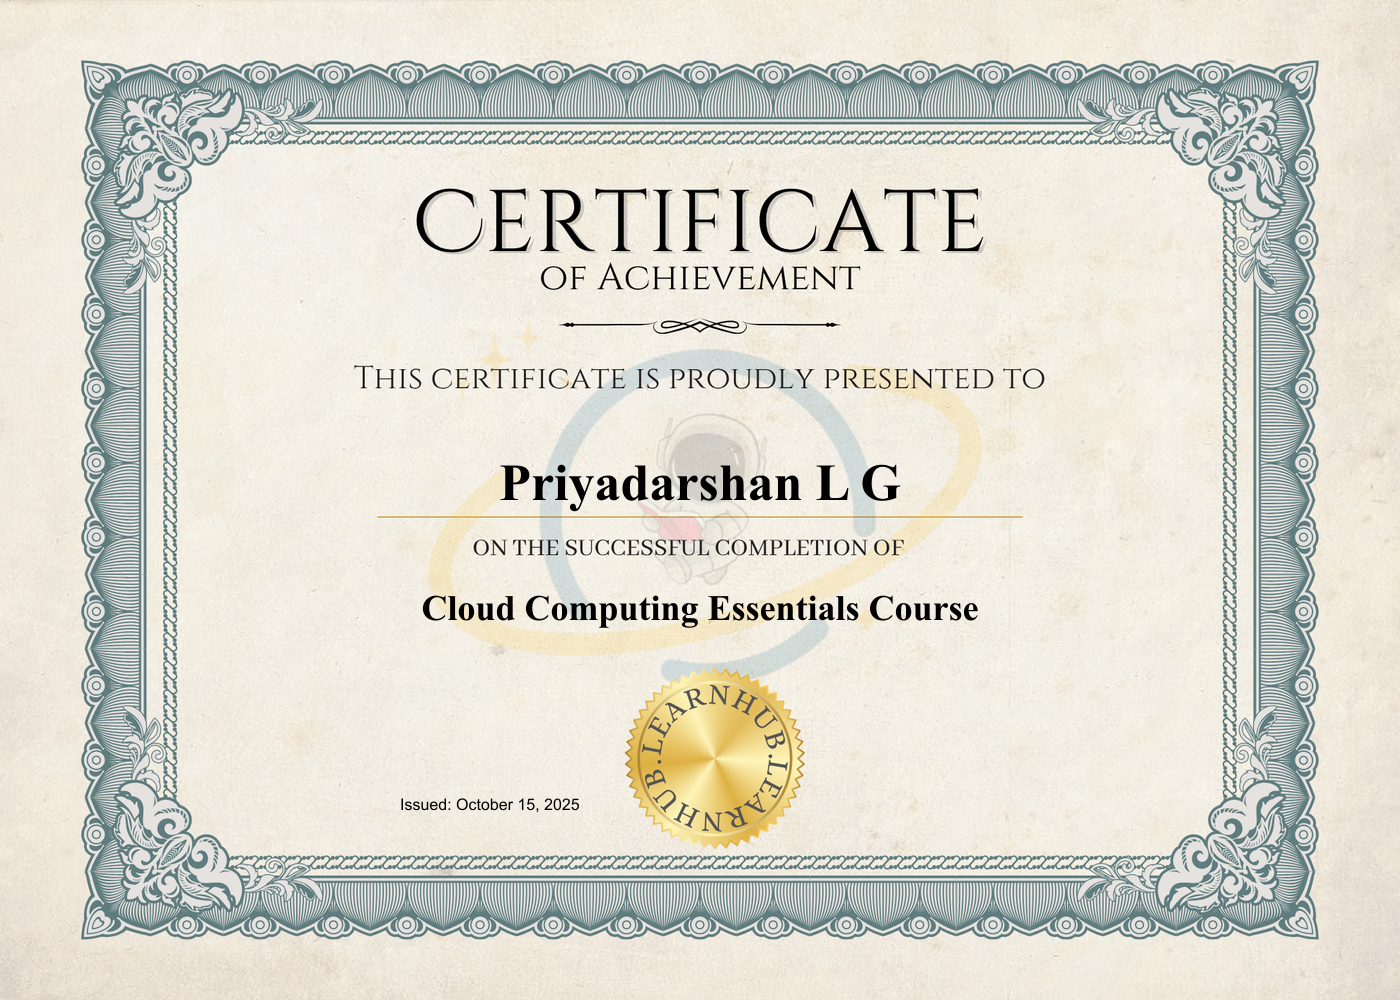 CERTIFICATE
OF ACHIEVEMENT
THIS CERTIFICATE IS PROUDLY PRESENTED TO
Priyadarshan L G
ON THE SUCCESSFUL COMPLETION OF
Cloud Computing Essentials Course
LEARNHUB.LEARNHUB.
Issued: October 15, 2025